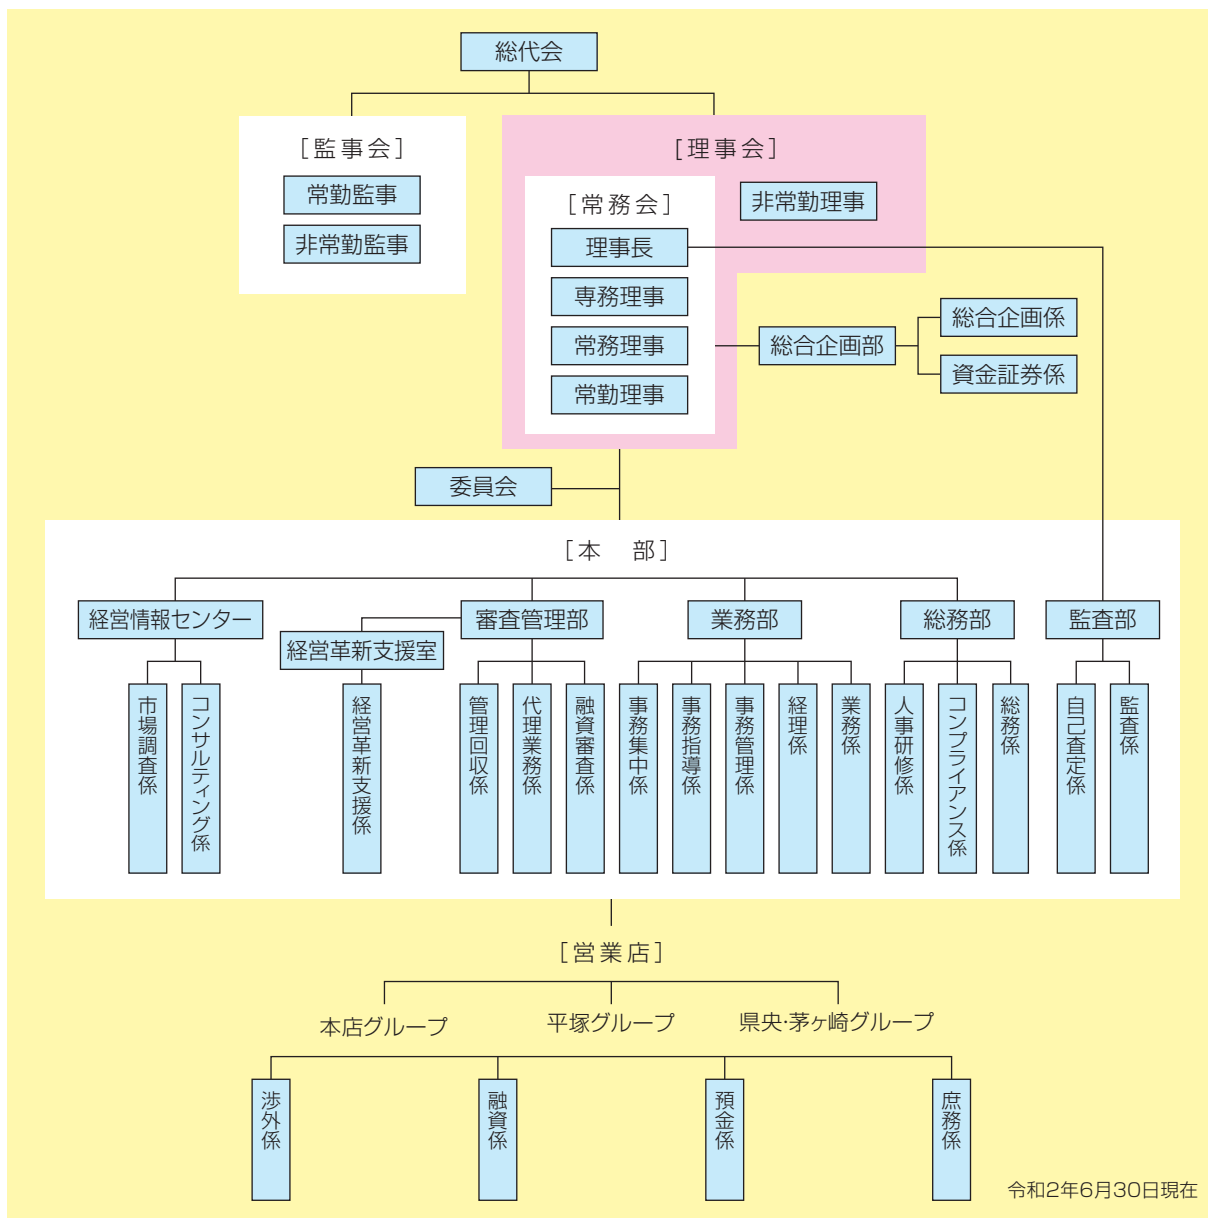 総代会
[監事会]
常勤監事
非常勤監事
[理事会]
非常勤理事
[常務会]
理事長
専務理事
常務理事
常勤理事
総合企画部
総合企画係
資金証券係
委員会
[本　部]
経営情報センター
経営革新支援室
審査管理部
業務部
総務部
監査部
市場調査係
コンサルティング係
経営革新支援係
管理回収係
代理業務係
融資審査係
事務集中係
事務指導係
事務管理係
経理係
業務係
人事研修係
コンプライアンス係
総務係
自己査定係
監査係
[営業店]
本店グループ
平塚グループ
県央・茅ヶ崎グループ
渉外係
融資係
預金係
庶務係
令和2年6月30日現在